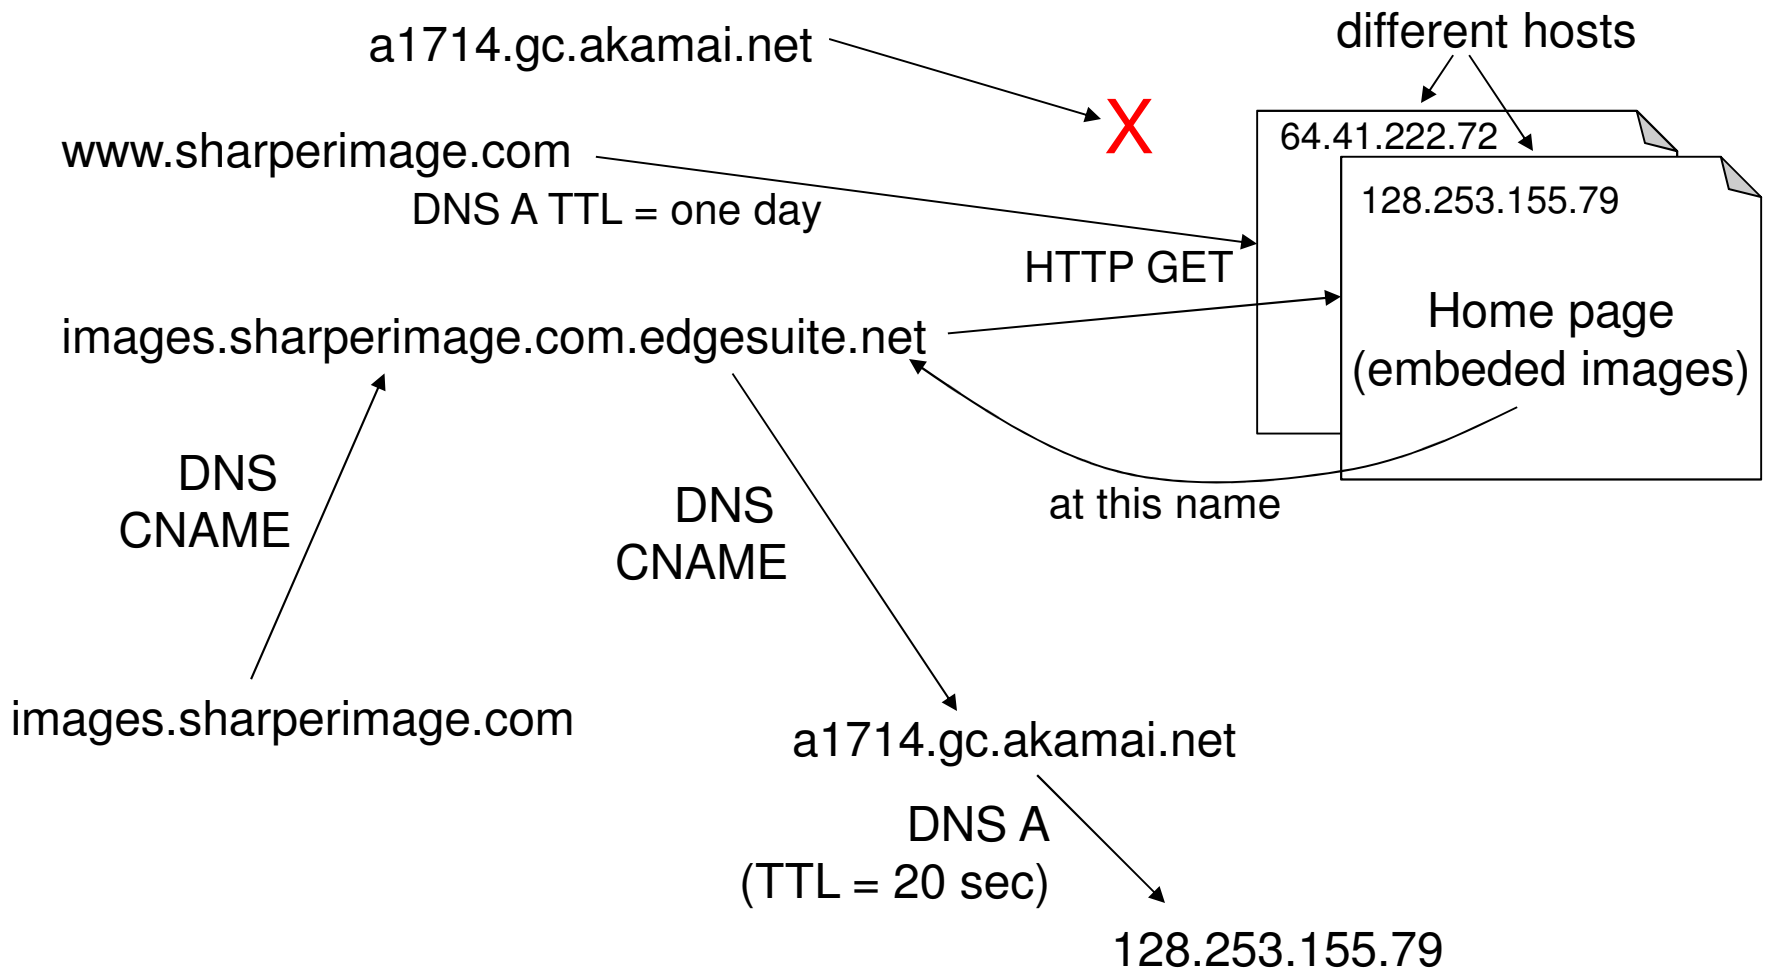 different hosts
a1714.gc.akamai.net
X
64.41.222.72
www.sharperimage.com
128.253.155.79
DNS A TTL = one day
HTTP GET
Home page
(embeded images)
images.sharperimage.com.edgesuite.net
DNS
CNAME
DNS
CNAME
at this name
images.sharperimage.com
a1714.gc.akamai.net
DNS A
(TTL = 20 sec)
128.253.155.79